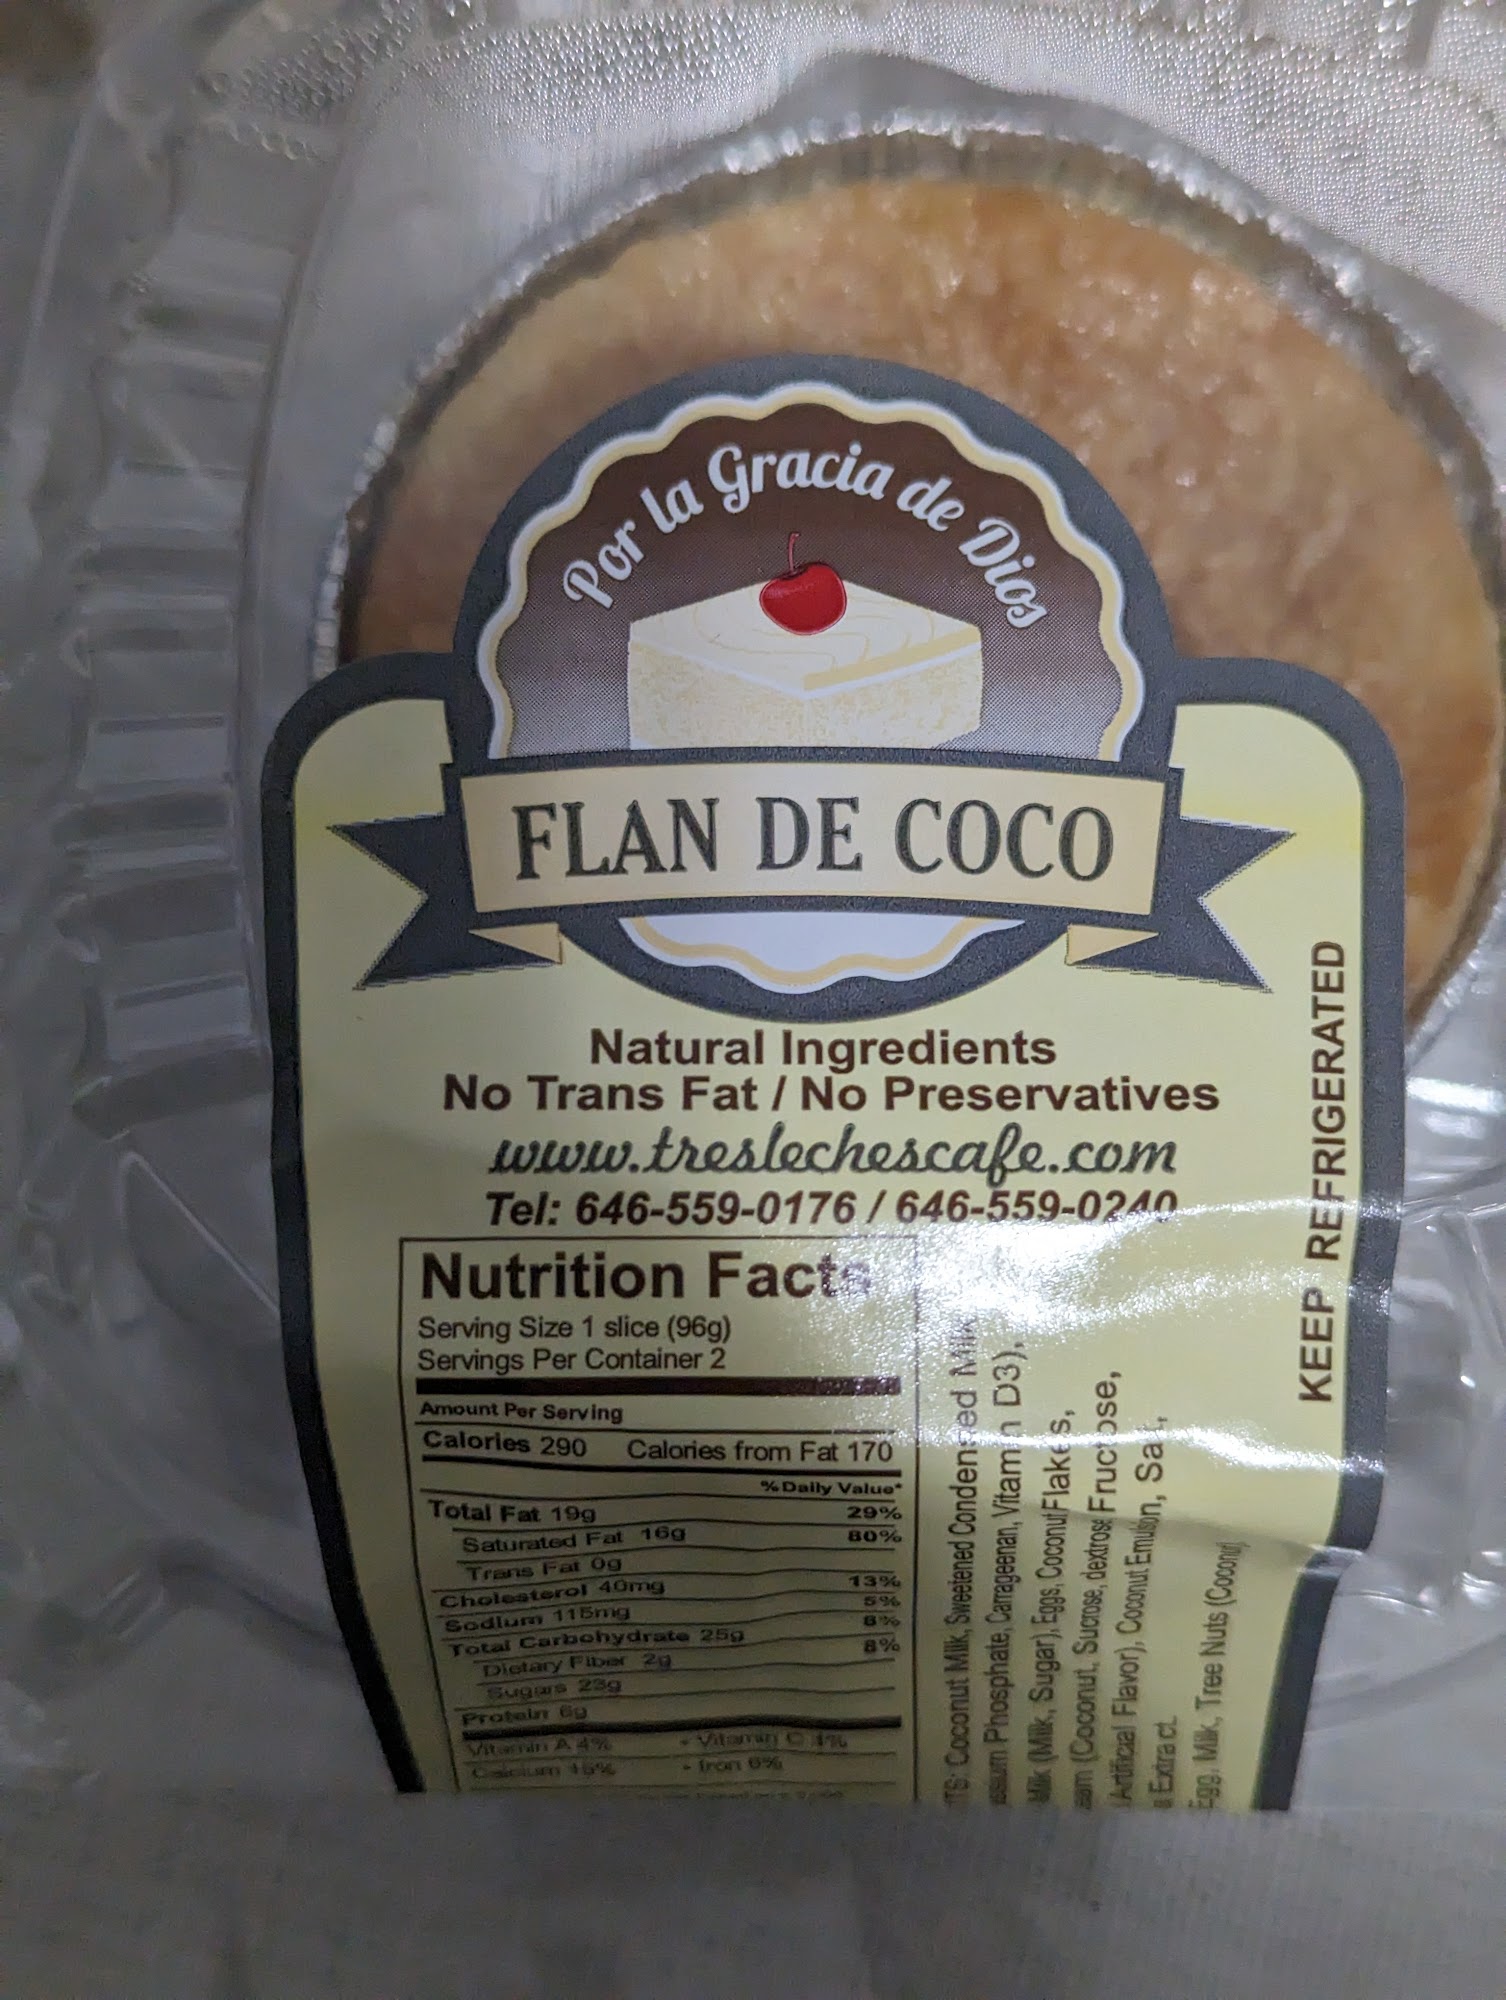 Por la Gracia de Dios
FLAN DE COCO
Natural Ingredients
No Trans Fat / No Preservatives
www.treslechescafe.com
Tel: 646-559-0176 / 646-559-0240
Nutrition Facts
Serving Size 1 slice (96g)
Servings Per Container 2
Amount Per Serving
Calories 290 Calories from Fat 170
% Daily Value*
Total Fat 19g 29%
Saturated Fat 16g 80%
Trans Fat 0g
Cholesterol 40mg 13%
Sodium 115mg 5%
Total Carbohydrate 25g 8%
Dietary Fiber 2g 8%
Sugars 23g
Protein 6g
Vitamin A 4% • Vitamin C 1%
Calcium 15% • Iron 6%
TS: Coconut Milk, Sweetened Condensed Milk
Phosphate, Carrageenan, Vitamin D3),
Milk (Milk, Sugar), Eggs, Coconut Flakes,
(Coconut, Sucrose, dextrose Fructose,
Artificial Flavor), Coconut Emulson, Salt,
Extract.
Egg, Milk, Tree Nuts (Coconut)
KEEP REFRIGERATED